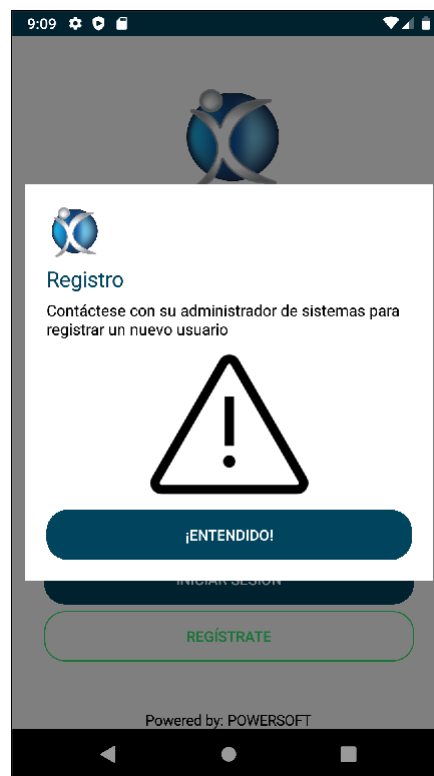 9:09
Registro
Contáctese con su administrador de sistemas para
registrar un nuevo usuario
¡ENTENDIDO!
INICIAR SESIÓN
REGÍSTRATE
Powered by: POWERSOFT